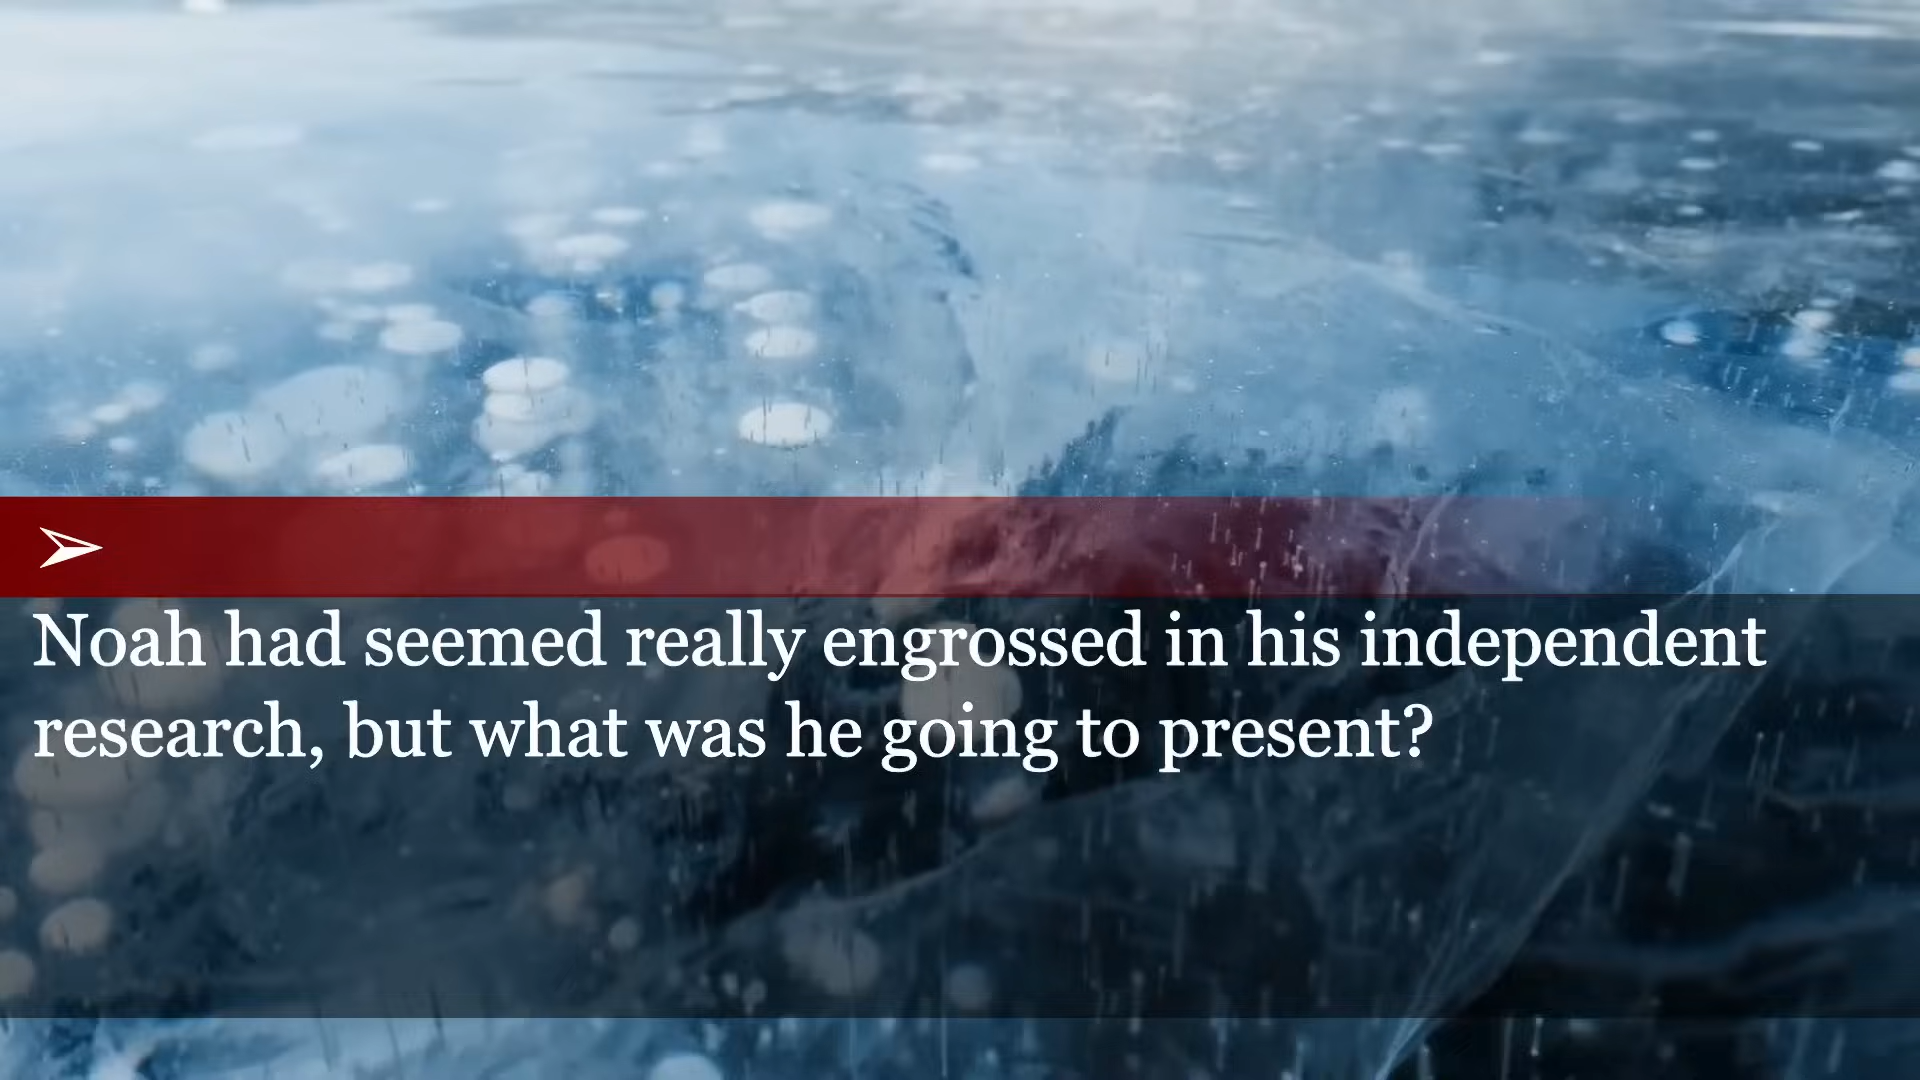 Noah had seemed really engrossed in his independent
research, but what was he going to present?